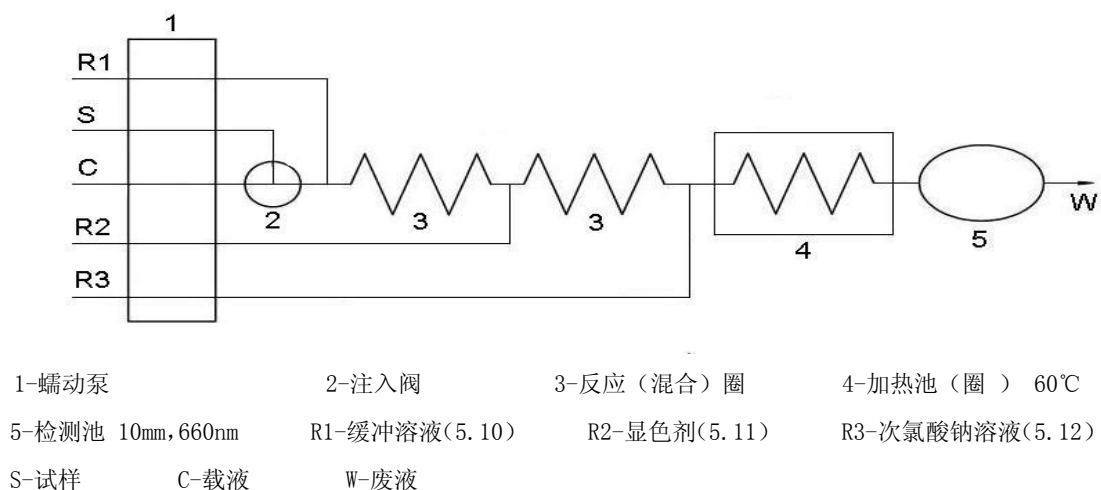 1
R1
S
C
2
3
3
4
5
W
R2
R3
1-蠕动泵 2-注入阀 3-反应（混合）圈 4-加热池（圈 ） 60℃
5-检测池 10mm,660nm R1-缓冲溶液(5.10) R2-显色剂(5.11) R3-次氯酸钠溶液(5.12)
S-试样 C-载液 W-废液